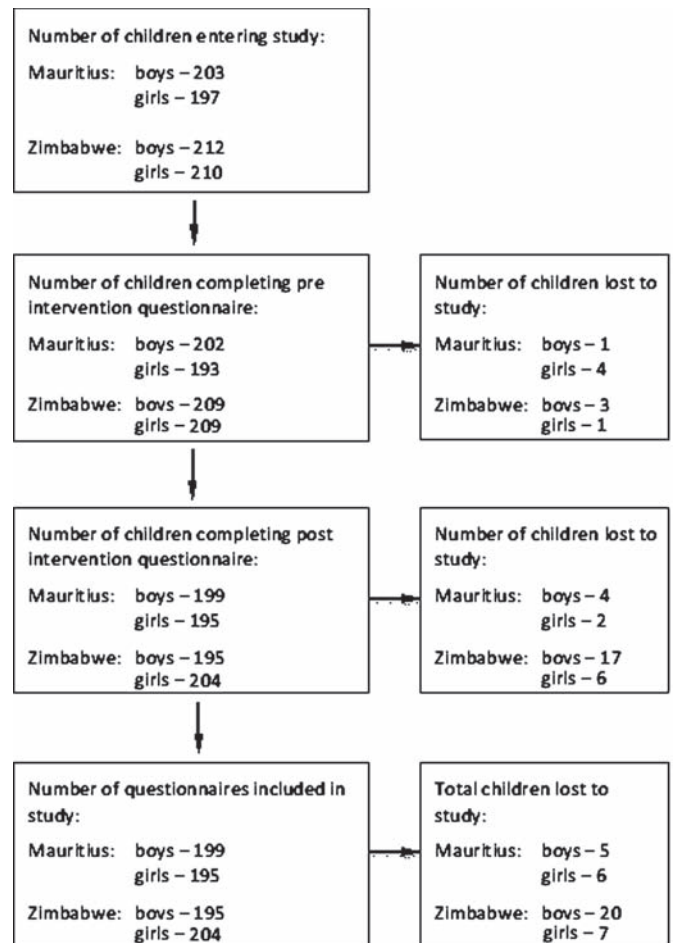 Number of children entering study:
Mauritius: boys – 203
girls – 197
Zimbabwe: boys – 212
girls – 210
Number of children completing pre
intervention questionnaire:
Mauritius: boys – 202
girls – 193
Zimbabwe: bovs – 209
girls – 209
Number of children lost to
study:
Mauritius: boys – 1
girls – 4
Zimbabwe: bovs – 3
girls – 1
Number of children completing post
intervention questionnaire:
Mauritius: boys – 199
girls – 195
Zimbabwe: boys – 195
girls – 204
Number of children lost to
study:
Mauritius: boys – 4
girls – 2
Zimbabwe: bovs – 17
girls – 6
Number of questionnaires included in
study:
Mauritius: boys – 199
girls – 195
Zimbabwe: bovs – 195
girls – 204
Total children lost to
study:
Mauritius: boys – 5
girls – 6
Zimbabwe: bovs – 20
girls – 7